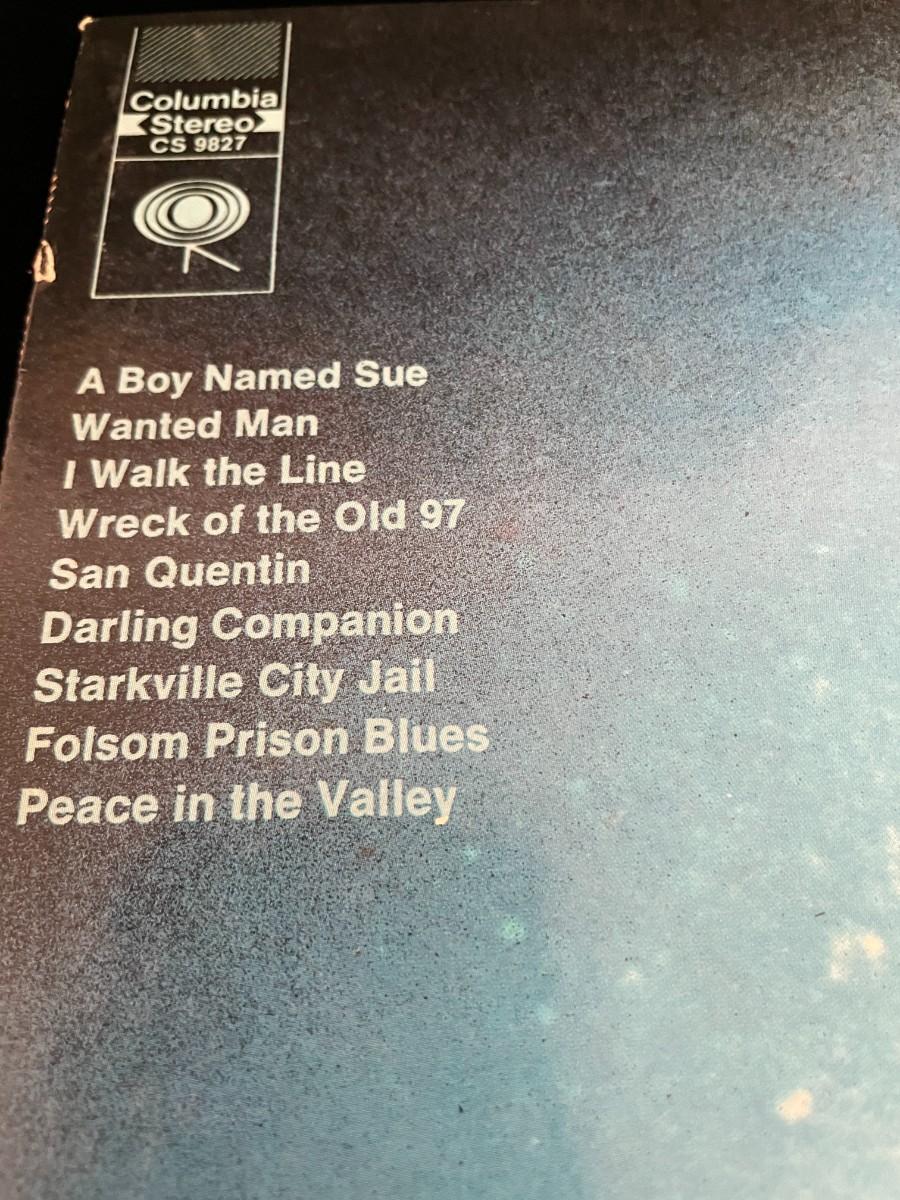 Columbia
Stereo
CS 9827
A Boy Named Sue
Wanted Man
I Walk the Line
Wreck of the Old 97
San Quentin
Darling Companion
Starkville City Jail
Folsom Prison Blues
Peace in the Valley